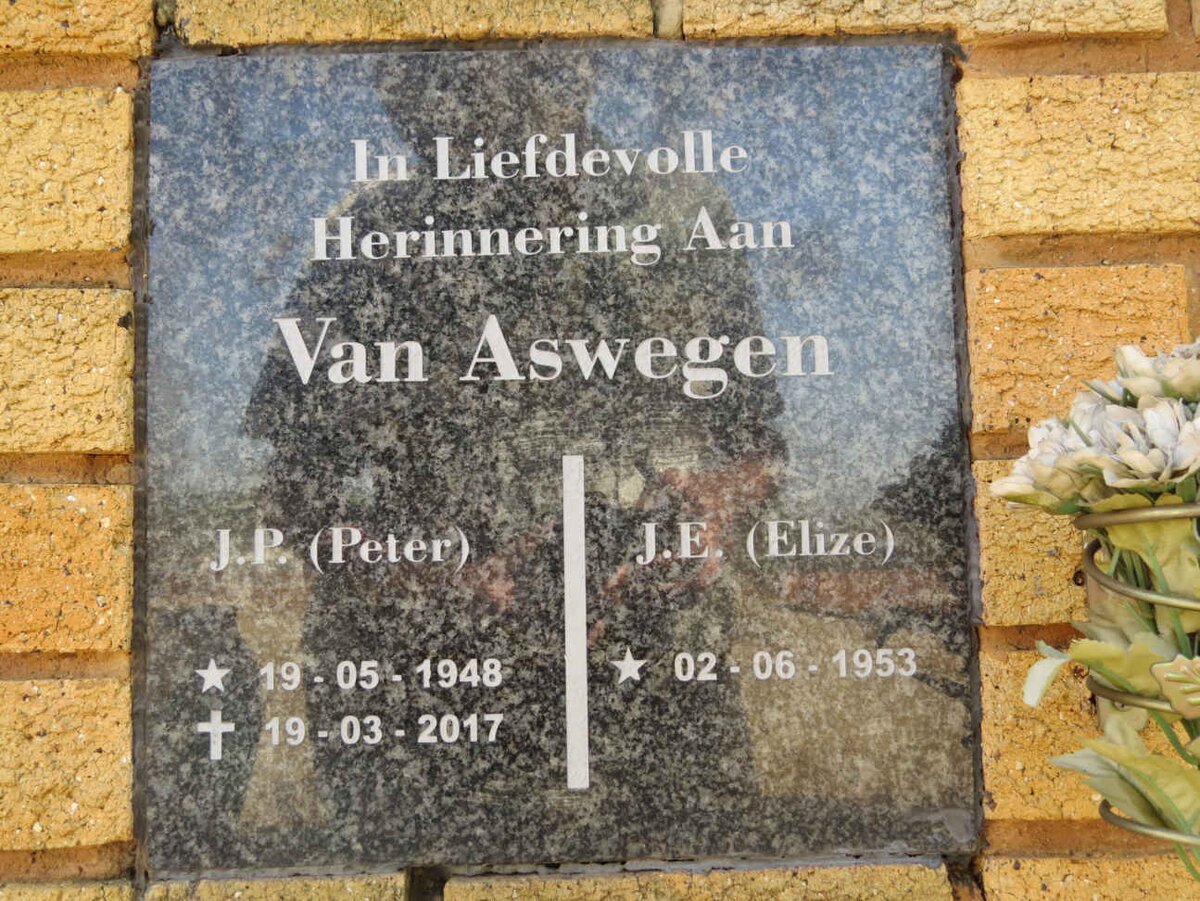 In Liefdevolle
Herinnering Aan
Van Aswegen
J.P. (Peter)
★ 19 - 05 - 1948
✝ 19 - 03 - 2017
J.E. (Elize)
★ 02 - 06 - 1953